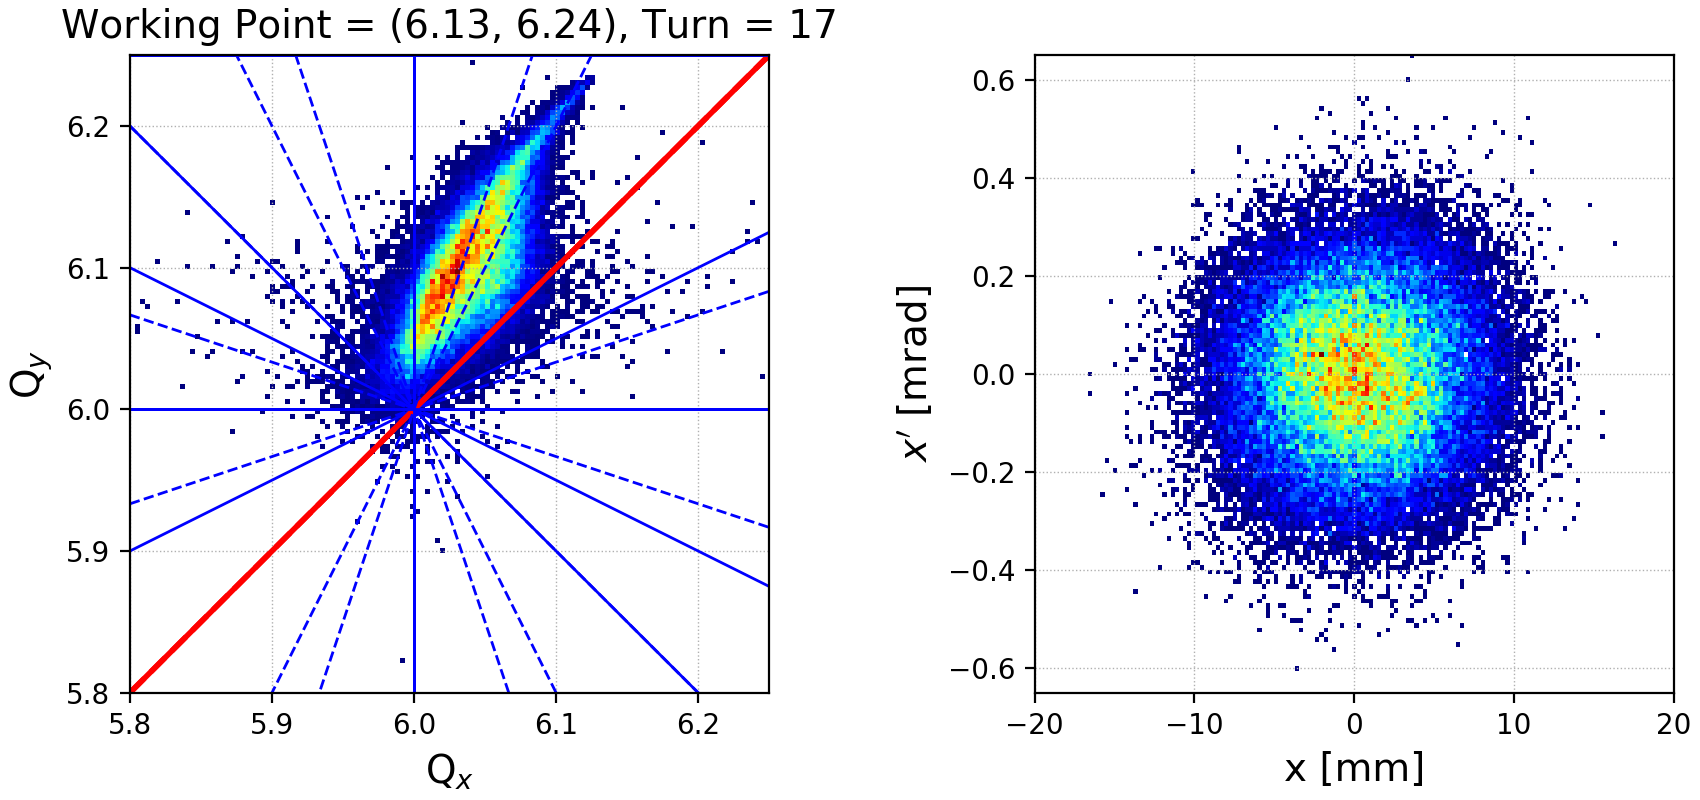 Working Point = (6.13, 6.24), Turn = 17
6.2
6.1
6.0
5.9
5.8
Q_y
5.8 5.9 6.0 6.1 6.2
Q_x
0.6
0.4
0.2
0.0
−0.2
−0.4
−0.6
x′ [mrad]
−20 −10 0 10 20
x [mm]